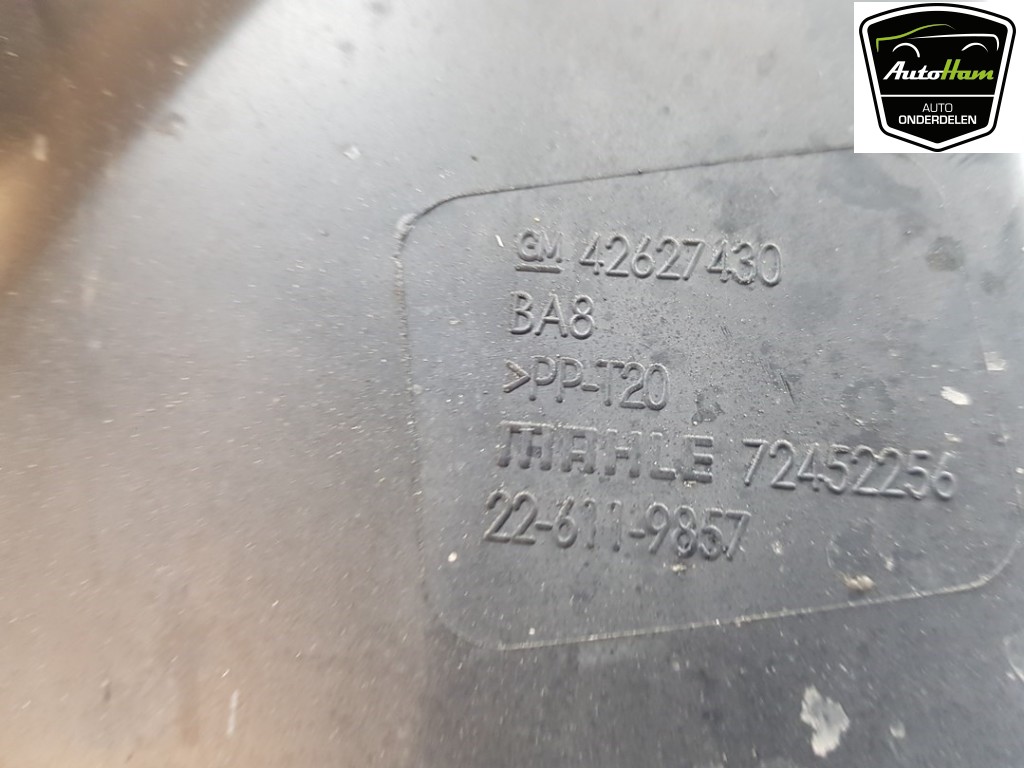 AutoHam
AUTO
ONDERDELEN
GM 42627430
BA8
>PP-T20
MAHLE 72452256
22-611-9857